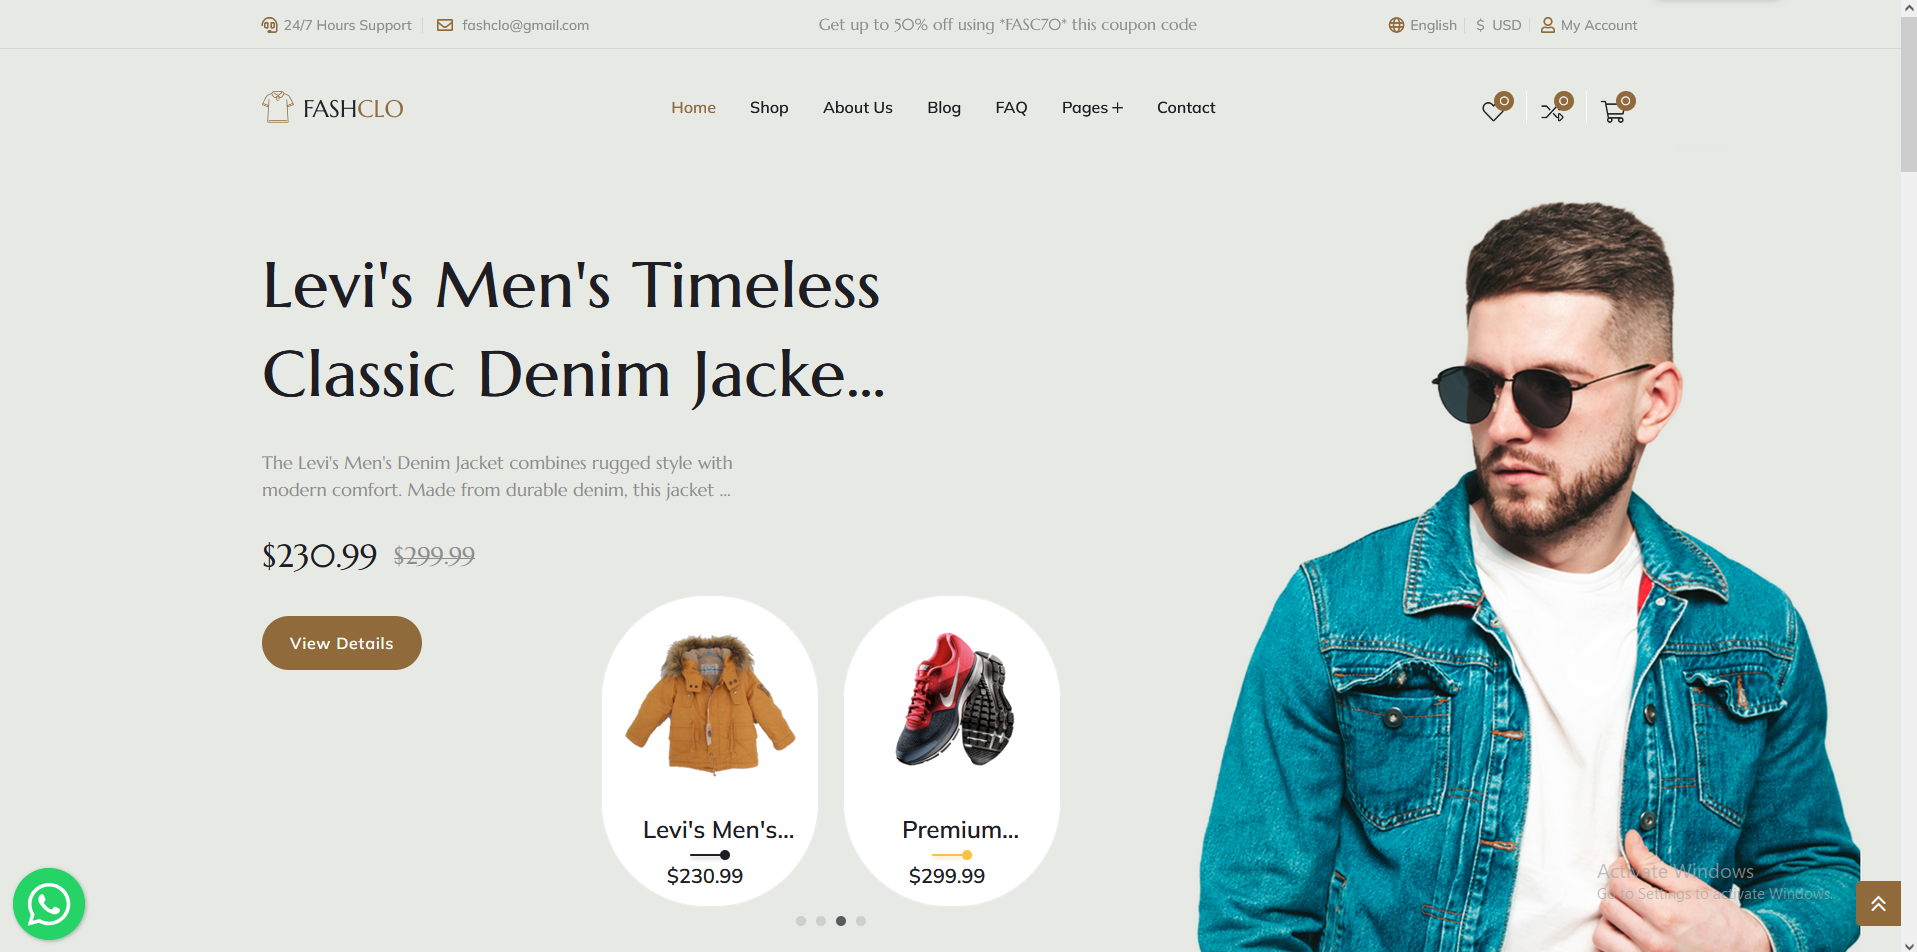 24/7 Hours Support
fashclo@gmail.com
Get up to 50% off using *FASC70* this coupon code
English
$ USD
My Account
FASHCLO
Home
Shop
About Us
Blog
FAQ
Pages +
Contact
0
0
0
Levi's Men's Timeless
Classic Denim Jacke...
The Levi's Men's Denim Jacket combines rugged style with
modern comfort. Made from durable denim, this jacket ...
$230.99 $299.99
View Details
Levi's Men's...
$230.99
Premium...
$299.99
Activate Windows
Go to Settings to activate Windows.